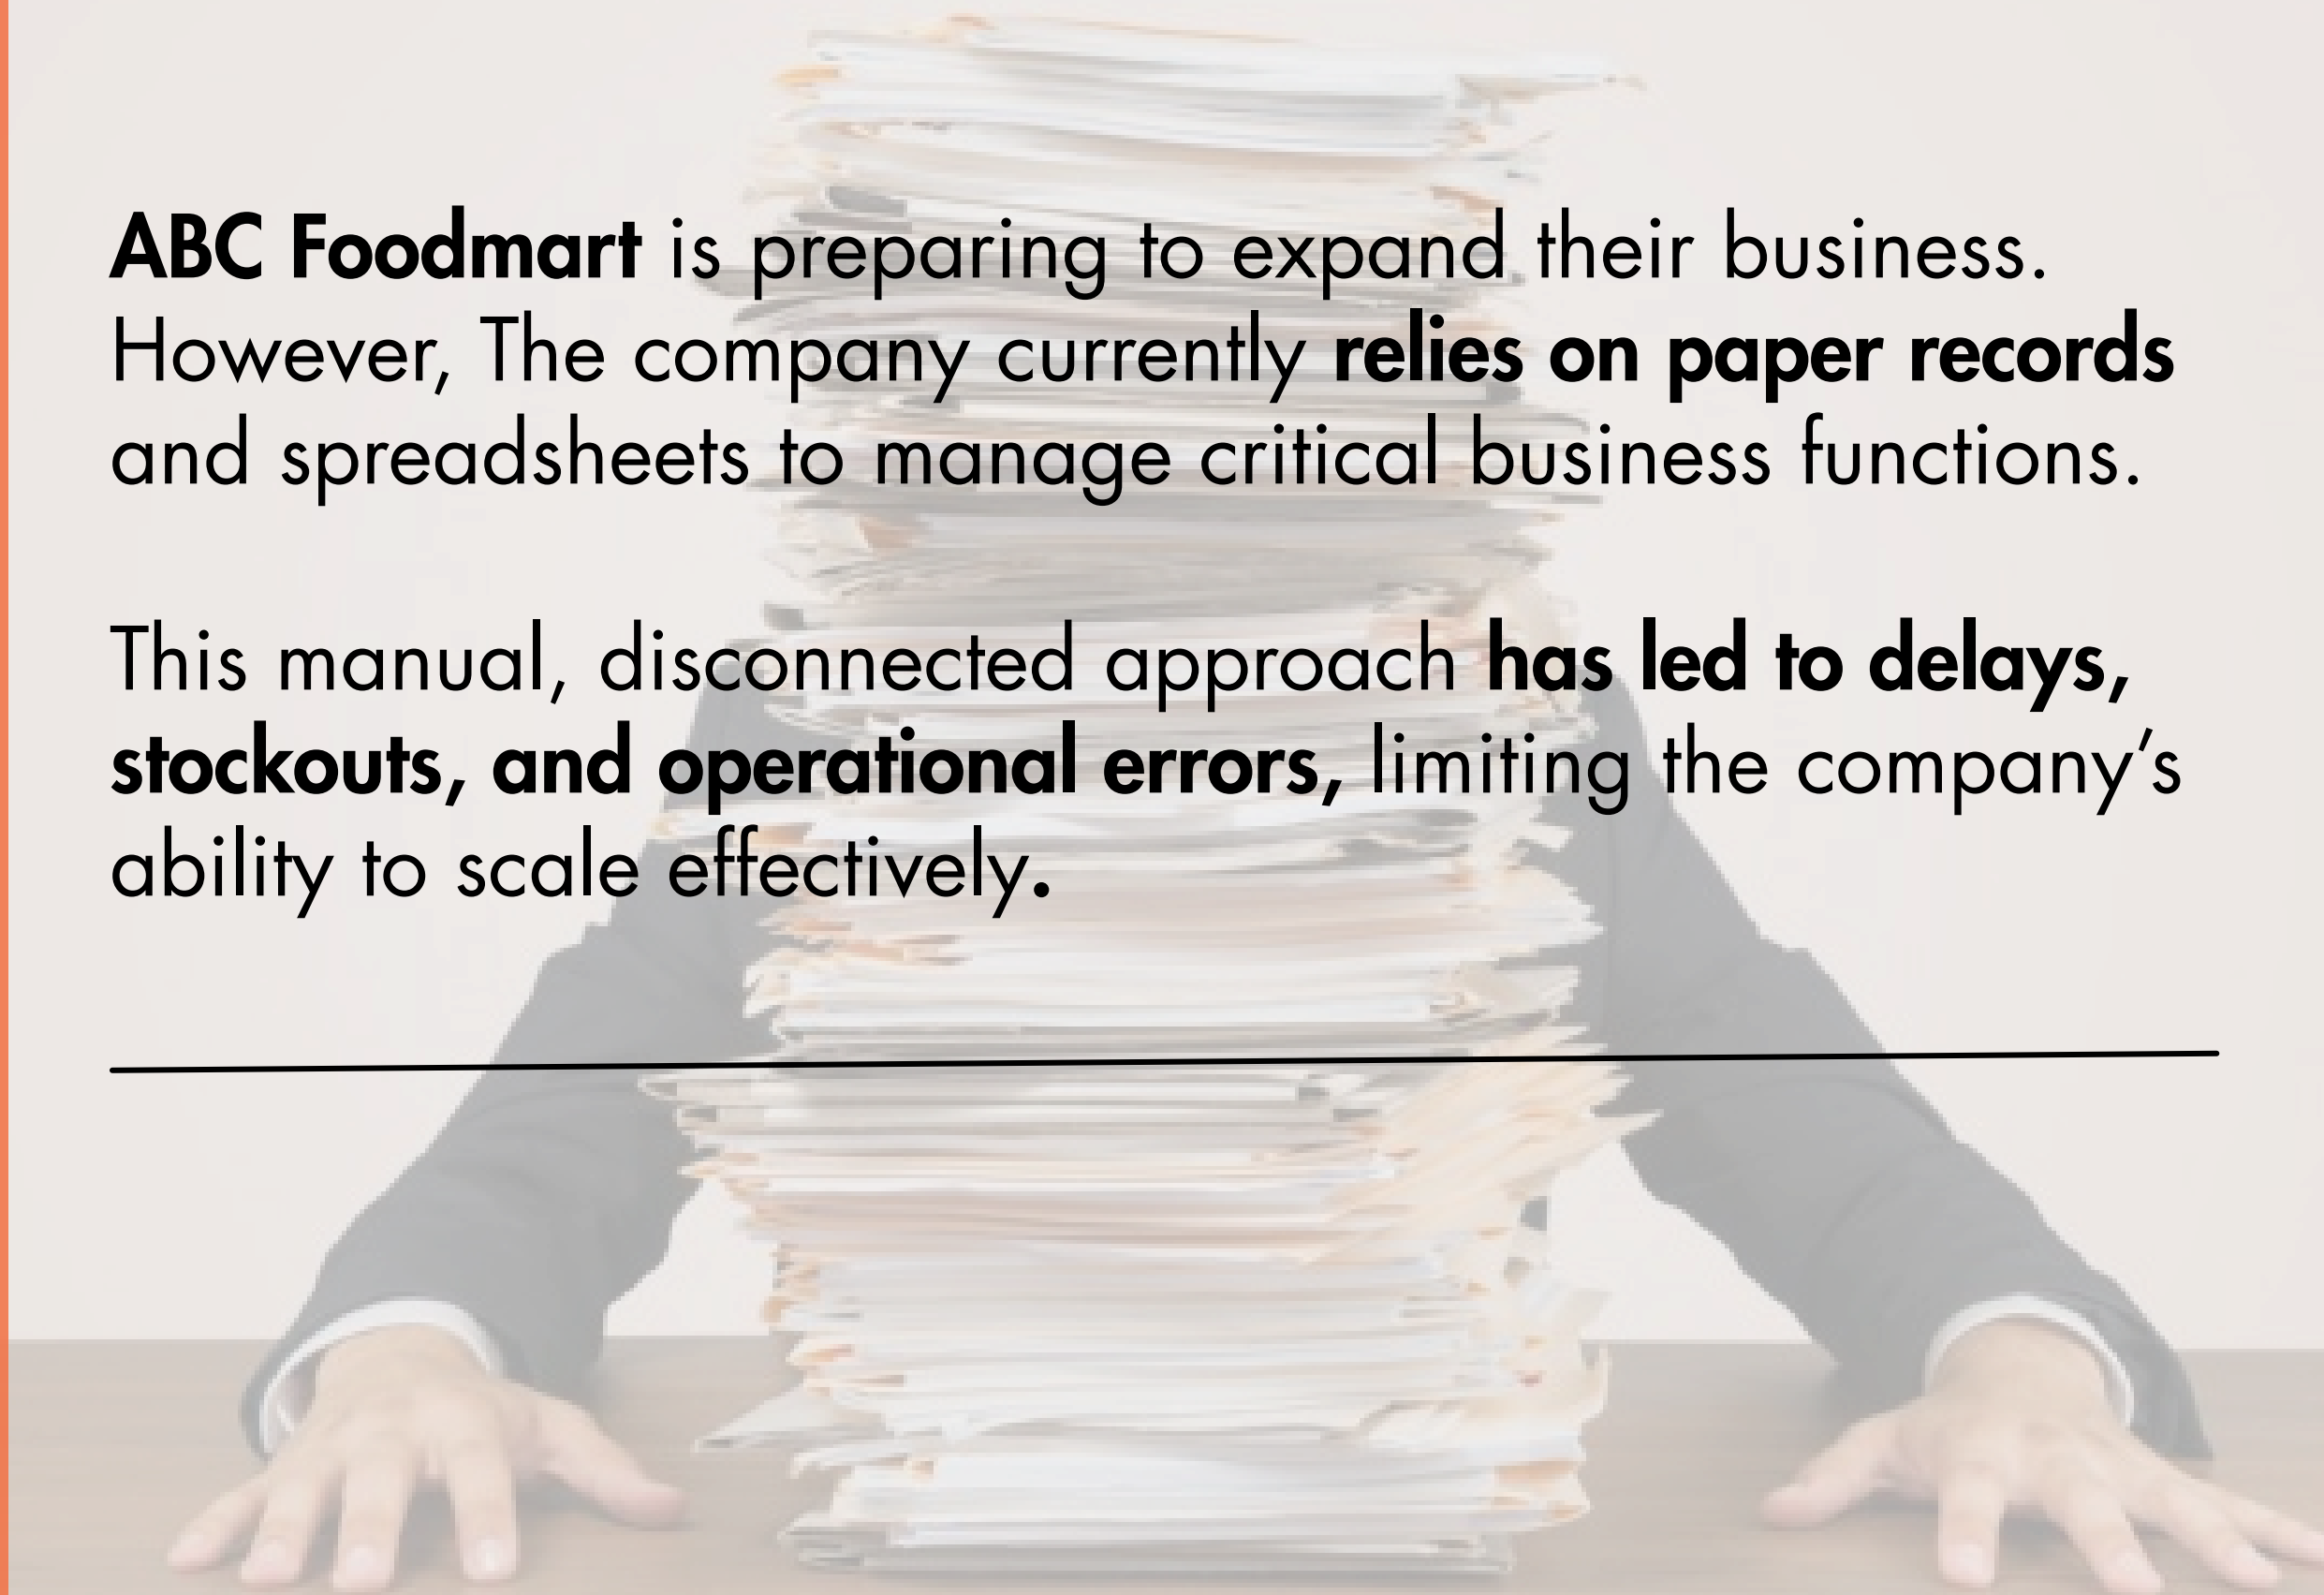 ABC Foodmart is preparing to expand their business.
However, The company currently relies on paper records
and spreadsheets to manage critical business functions.
This manual, disconnected approach has led to delays,
stockouts, and operational errors, limiting the company’s
ability to scale effectively.